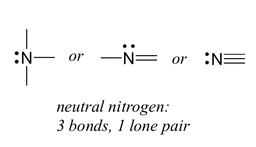 :N or N or :N
neutral nitrogen:
3 bonds, 1 lone pair